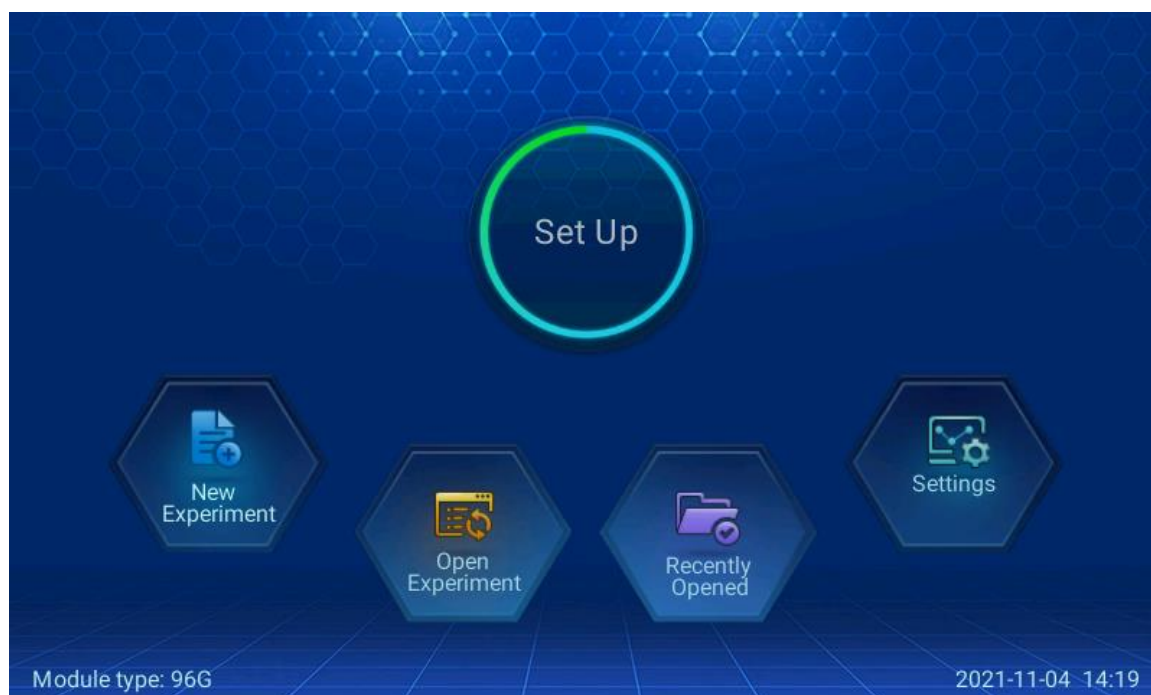 Set Up
New
Experiment
Open
Experiment
Recently
Opened
Settings
Module type: 96G
2021-11-04 14:19